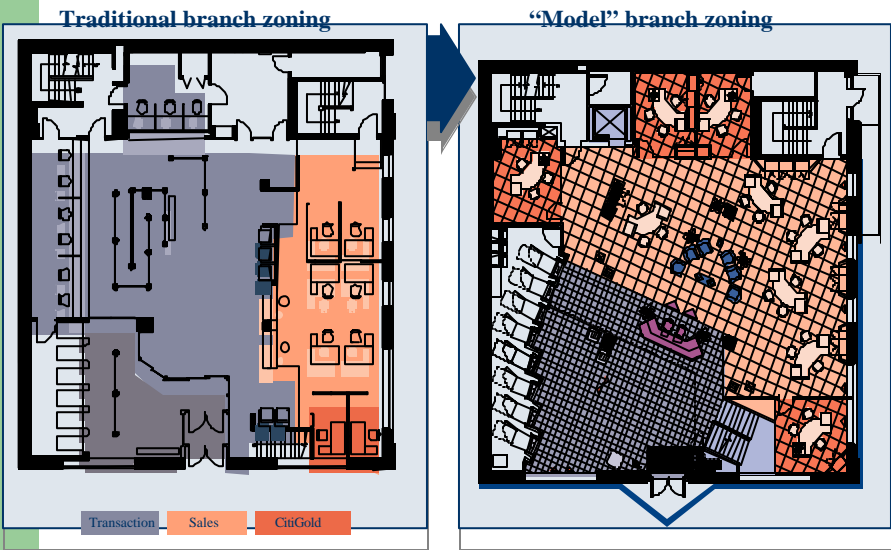 Traditional branch zoning
“Model” branch zoning
Transaction
Sales
CitiGold